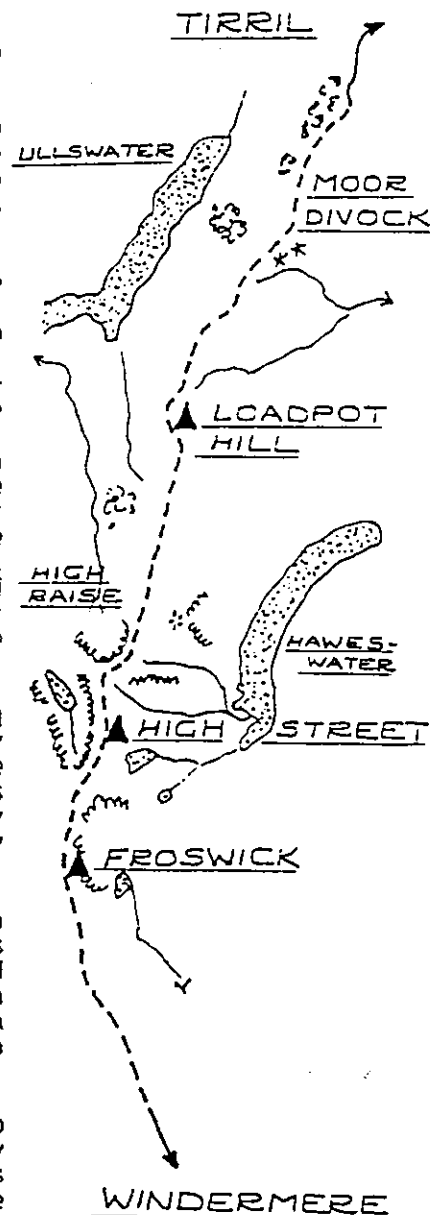 TIRRIL
ULLSWATER
MOOR
DIVOCK
LOADPOT
HILL
HIGH
RAISE
HAWES-
WATER
HIGH STREET
FROSWICK
WINDERMERE